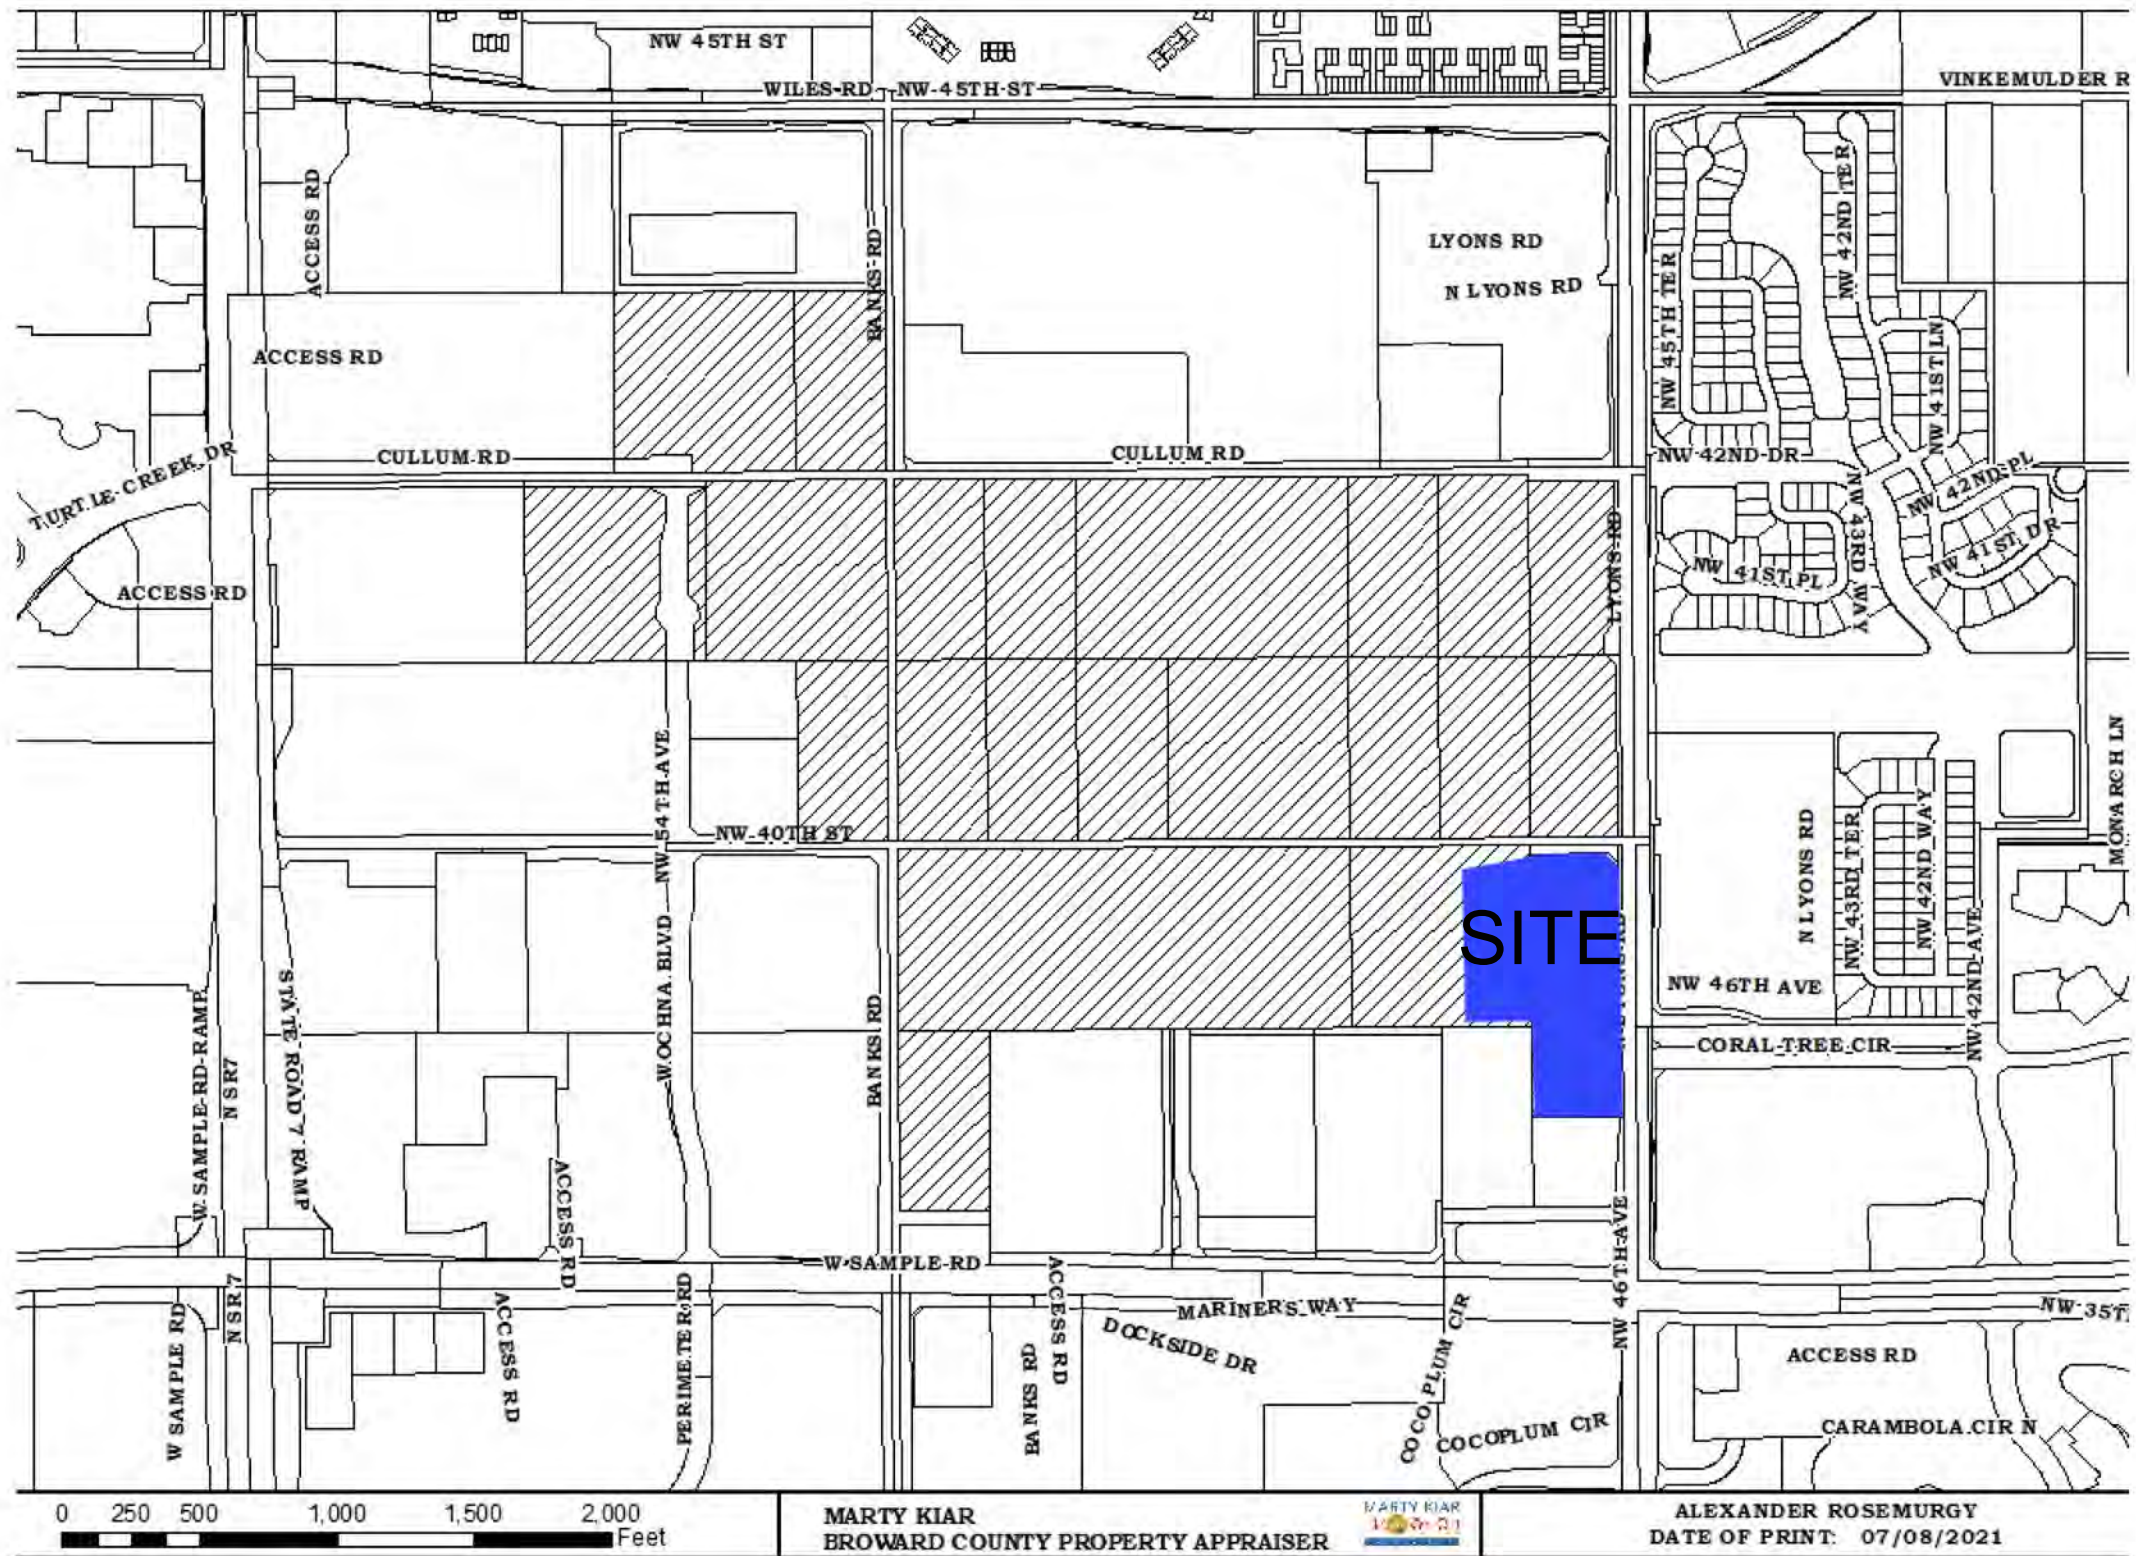 NW 45TH ST
WILES-RD
NW-45TH-ST
VINKEMULDER R
ACCESS RD
BANKS-RD
LYONS RD
N LYONS RD
NW 45TH TER
NW 42ND TER
NW 41ST LN
ACCESS RD
CULLUM-RD
CULLUM RD
TURTLE-CREEK DR
NW-42ND-DR
NW 42ND-PL
NW 43RD WAY
NW 41ST DR
NW 41ST PL
LYONS-RD
ACCESS RD
NW 54TH-AVE
NW-40TH ST
MONARCH LN
N LYONS RD
NW 43RD TER
NW 42ND WAY
NW-42ND-AVE
SITE
NW 46TH AVE
CORAL-TREE-CIR
W.OCHNA BLVD
BANKS RD
W-SAMPLE-RD-RAMP
N SR7
STATE ROAD 7 RAMP
ACCESS RD
W-SAMPLE-RD
NW 46TH-AVE
MARINER'S WAY
DOCKSIDE DR
ACCESS RD
BANKS RD
COCOPLUM CIR
COCOPLUM CIR
NW-35T
ACCESS RD
CARAMBOLA CIR N
W SAMPLE RD
N SR7
ACCESS RD
PERIMETER-RD
0 250 500 1,000 1,500 2,000
Feet
MARTY KIAR
BROWARD COUNTY PROPERTY APPRAISER
MARTY KIAR
ALEXANDER ROSEMURGY
DATE OF PRINT: 07/08/2021